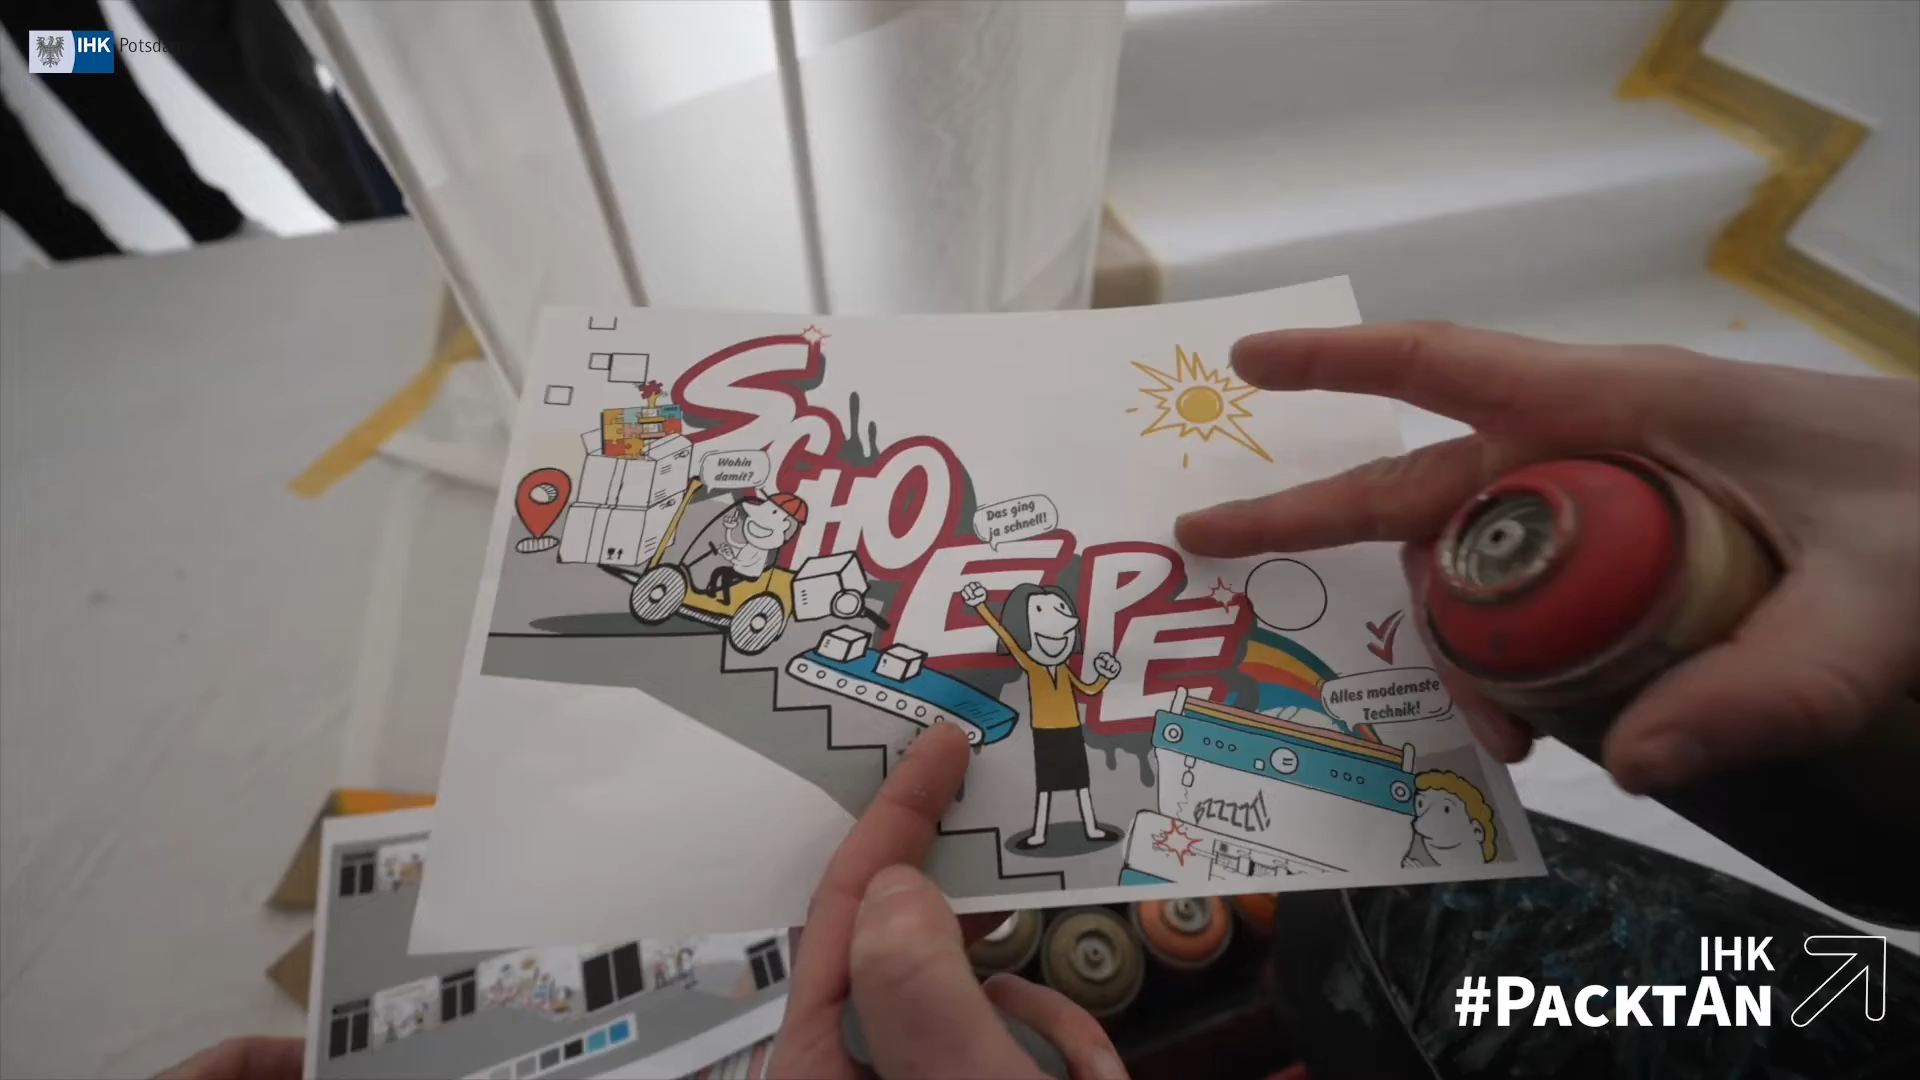 IHK Potsdam
SCHOEPE
Wohin
damit?
Das ging
ja schnell!
Alles modernste
Technik!
BZZZZT!
IHK
#PACKTAN